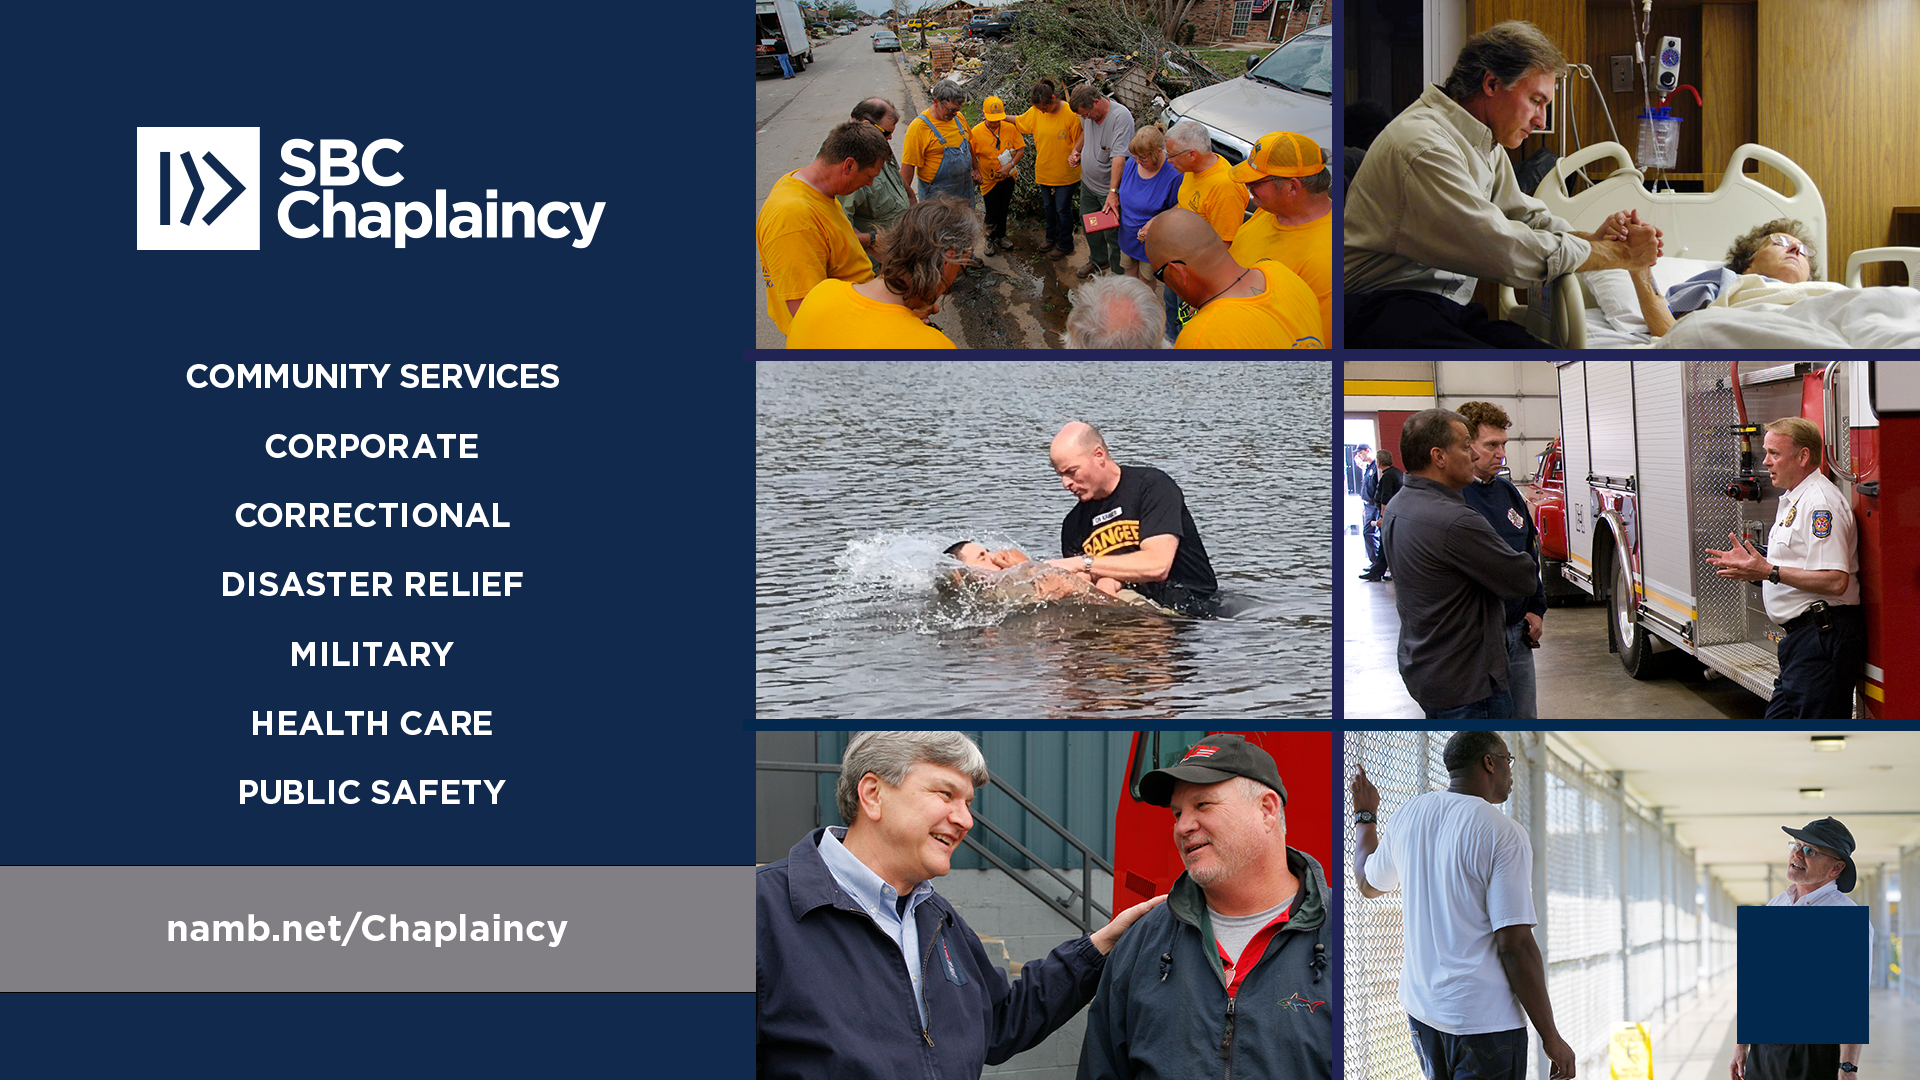 SBC
Chaplaincy
COMMUNITY SERVICES
CORPORATE
CORRECTIONAL
DISASTER RELIEF
MILITARY
HEALTH CARE
PUBLIC SAFETY
namb.net/Chaplaincy
RANGER